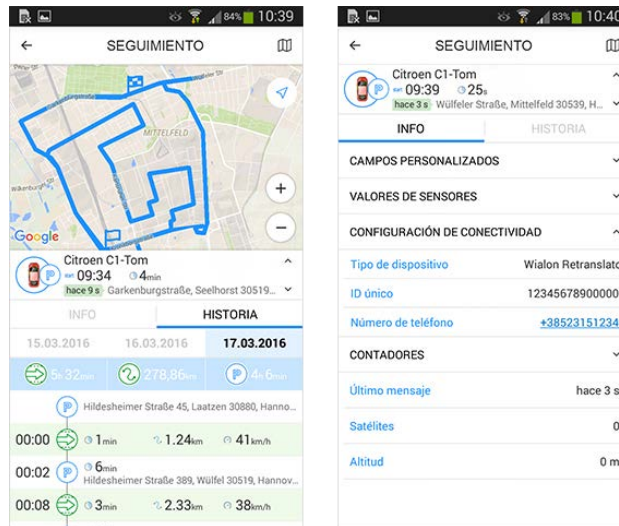 84% 10:39
SEGUIMIENTO
MITTELFELD
Google
Citroen C1-Tom
09:34 4min
hace 9 s Garkenburgstraße, Seelhorst 30519...
INFO HISTORIA
15.03.2016 16.03.2016 17.03.2016
5h 32min 278,86km P 4h 6min
P Hildesheimer Straße 45, Laatzen 30880, Hanno...
00:00 1min 1.24km 41km/h
00:02 P 6min
Hildesheimer Straße 389, Wülfel 30519, Hannov...
00:08 3min 2.33km 38km/h
83% 10:40
SEGUIMIENTO
Citroen C1-Tom
P 09:39 25s
hace 3 s Wülfeler Straße, Mittelfeld 30539, H...
INFO HISTORIA
CAMPOS PERSONALIZADOS
VALORES DE SENSORES
CONFIGURACIÓN DE CONECTIVIDAD
Tipo de dispositivo Wialon Retranslato
ID único 12345678900000
Número de teléfono +38523151234
CONTADORES
Último mensaje hace 3 s
Satélites 0
Altitud 0 m